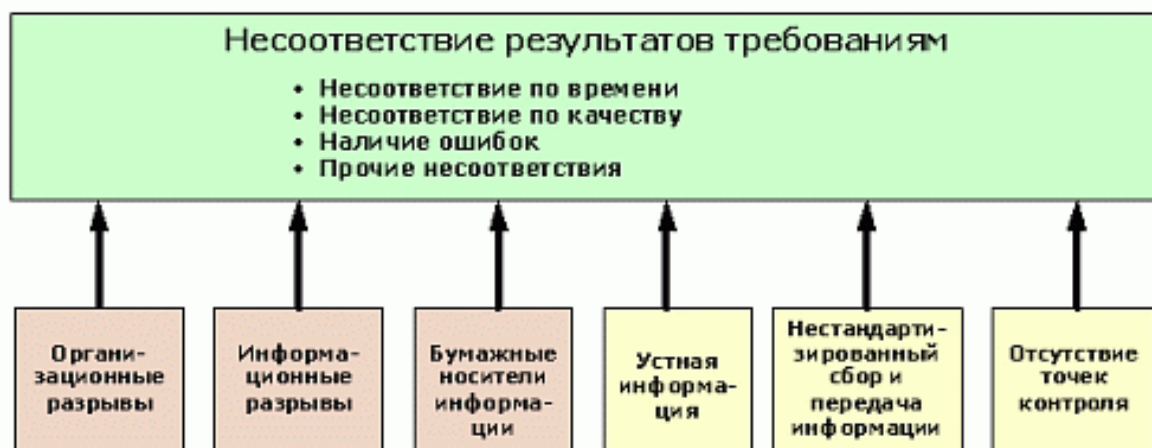 Несоответствие результатов требованиям
• Несоответствие по времени
• Несоответствие по качеству
• Наличие ошибок
• Прочие несоответствия
Органи-
зационные
разрывы
Информа-
ционные
разрывы
Бумажные
носители
информа-
ции
Устная
информа-
ция
Нестандарти-
зированный
сбор и
передача
информации
Отсутствие
точек
контроля